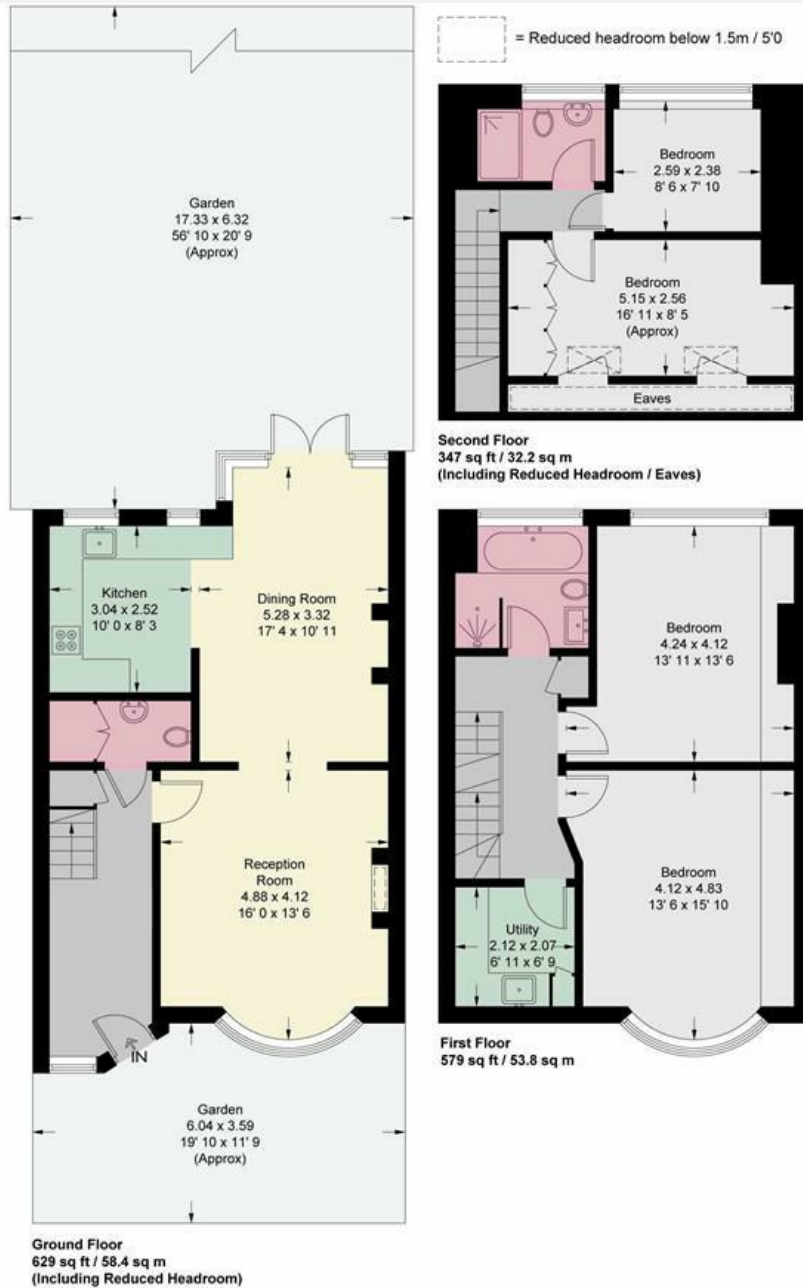 = Reduced headroom below 1.5m / 5'0
Garden
17.33 x 6.32
56' 10 x 20' 9
(Approx)
Kitchen
3.04 x 2.52
10' 0 x 8' 3
Dining Room
5.28 x 3.32
17' 4 x 10' 11
Reception
Room
4.88 x 4.12
16' 0 x 13' 6
IN
Garden
6.04 x 3.59
19' 10 x 11' 9
(Approx)
Ground Floor
629 sq ft / 58.4 sq m
(Including Reduced Headroom)
Bedroom
2.59 x 2.38
8' 6 x 7' 10
Bedroom
5.15 x 2.56
16' 11 x 8' 5
(Approx)
Eaves
Second Floor
347 sq ft / 32.2 sq m
(Including Reduced Headroom / Eaves)
Bedroom
4.24 x 4.12
13' 11 x 13' 6
Bedroom
4.12 x 4.83
13' 6 x 15' 10
Utility
2.12 x 2.07
6' 11 x 6' 9
First Floor
579 sq ft / 53.8 sq m